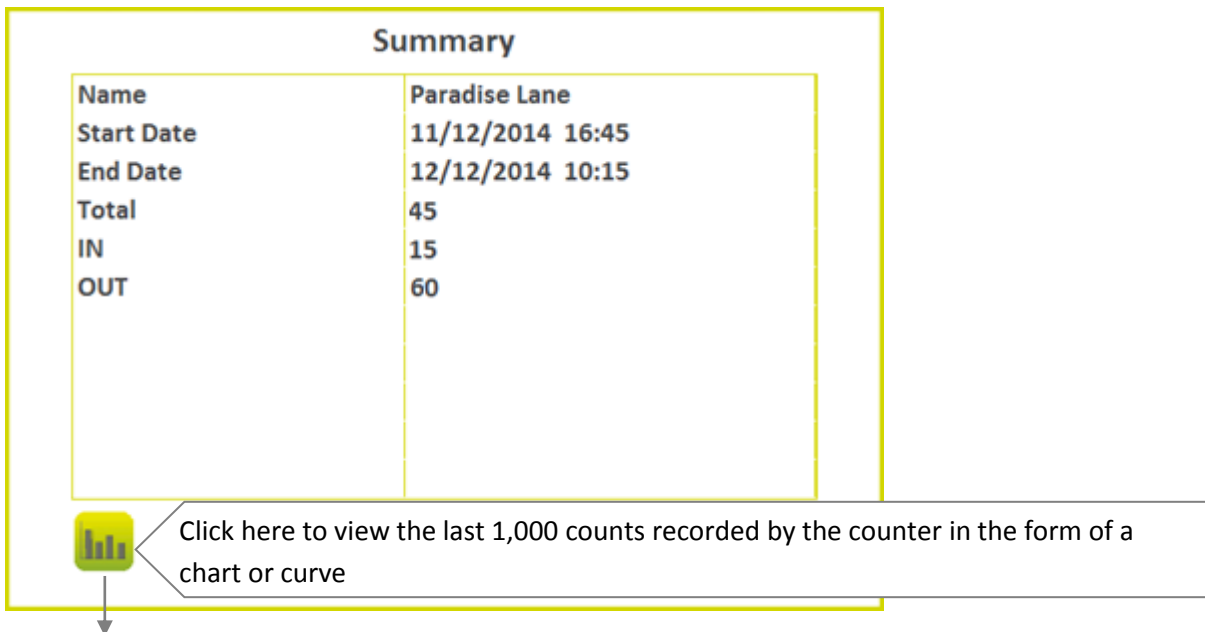 Summary
Name Paradise Lane
Start Date 11/12/2014 16:45
End Date 12/12/2014 10:15
Total 45
IN 15
OUT 60
Click here to view the last 1,000 counts recorded by the counter in the form of a
chart or curve